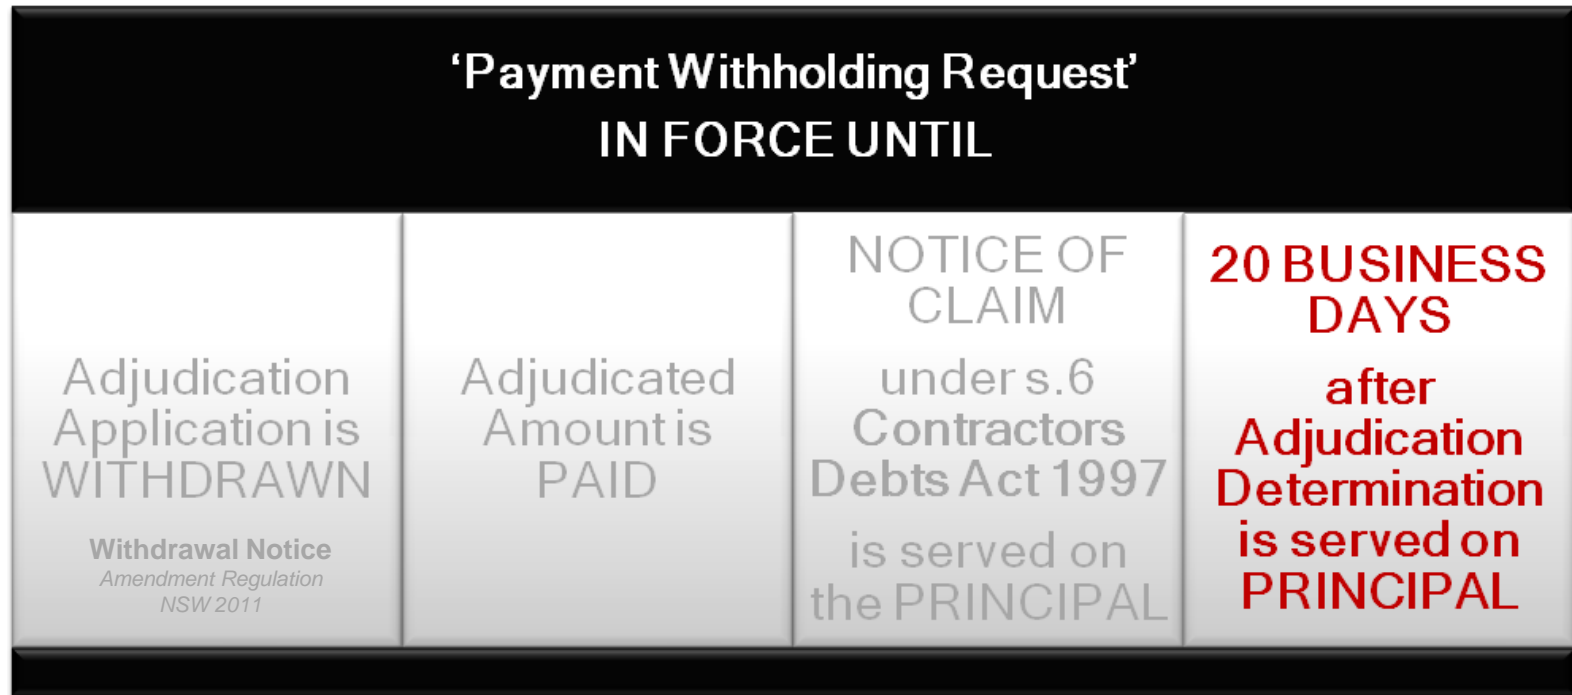 ‘Payment Withholding Request’
IN FORCE UNTIL
Adjudication
Application is
WITHDRAWN
Withdrawal Notice
Amendment Regulation
NSW 2011
Adjudicated
Amount is
PAID
NOTICE OF
CLAIM
under s.6
Contractors
Debts Act 1997
is served on
the PRINCIPAL
20 BUSINESS
DAYS
after
Adjudication
Determination
is served on
PRINCIPAL